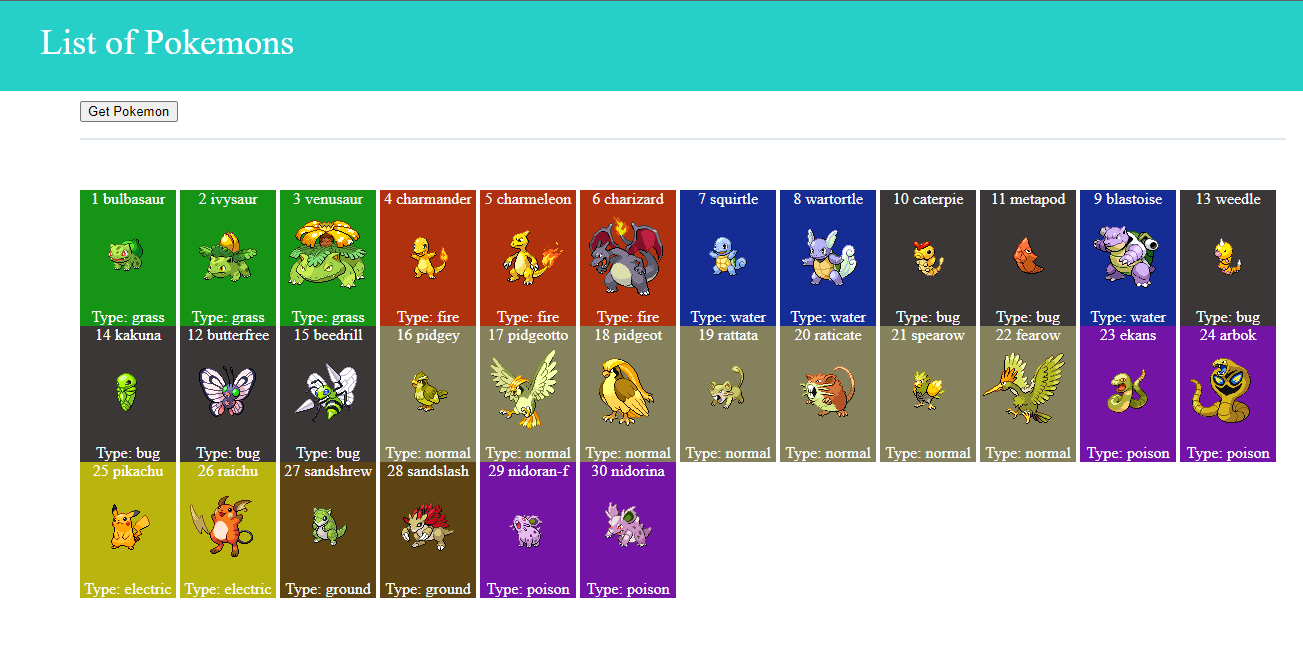 List of Pokemons
Get Pokemon
1 bulbasaur 2 ivysaur 3 venusaur 4 charmander 5 charmeleon 6 charizard 7 squirtle 8 wartortle 10 caterpie 11 metapod 9 blastoise 13 weedle
Type: grass Type: grass Type: grass Type: fire Type: fire Type: fire Type: water Type: water Type: bug Type: bug Type: water Type: bug
14 kakuna 12 butterfree 15 beedrill 16 pidgey 17 pidgeotto 18 pidgeot 19 rattata 20 raticate 21 spearow 22 fearow 23 ekans 24 arbok
Type: bug Type: bug Type: bug Type: normal Type: normal Type: normal Type: normal Type: normal Type: normal Type: normal Type: poison Type: poison
25 pikachu 26 raichu 27 sandshrew 28 sandslash 29 nidoran-f 30 nidorina
Type: electric Type: electric Type: ground Type: ground Type: poison Type: poison